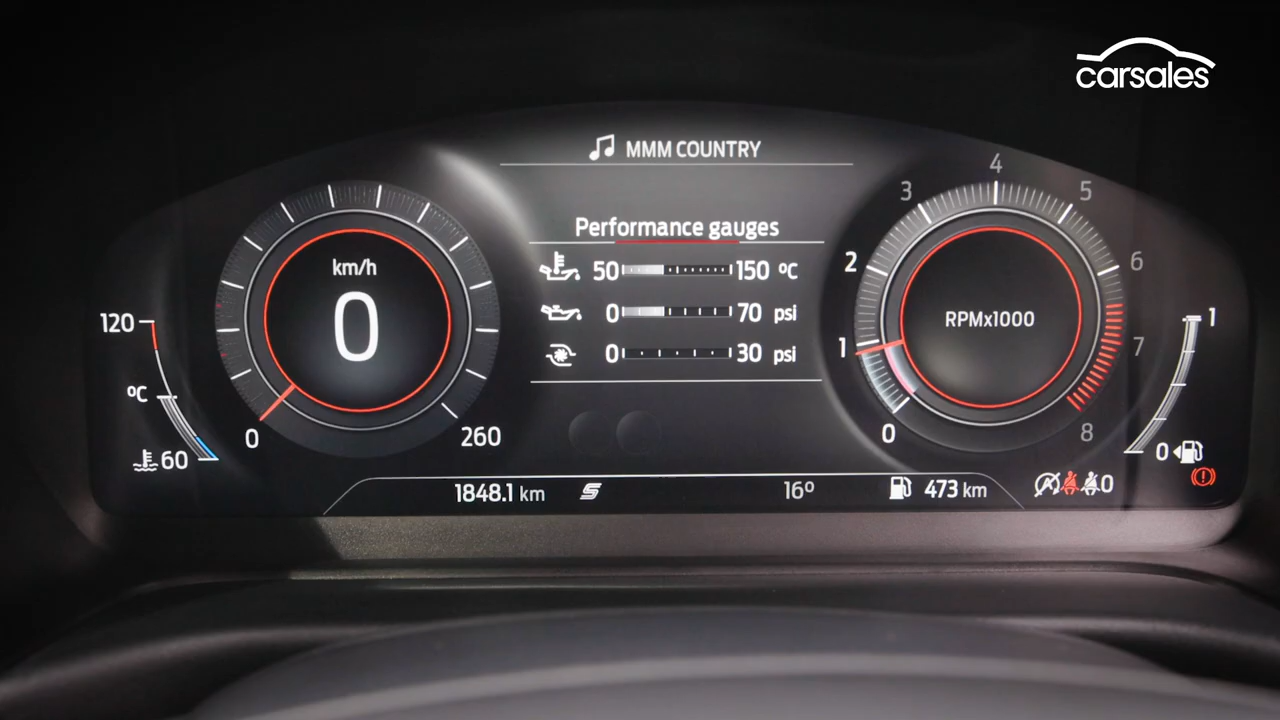 carsales
MMM COUNTRY
Performance gauges
50 150 ºC
0 70 psi
0 30 psi
km/h
0
0 260
120
ºC
60
RPMx1000
0 1 2 3 4 5 6 7 8
1
0
1848.1 km S 16º 473 km
A 0